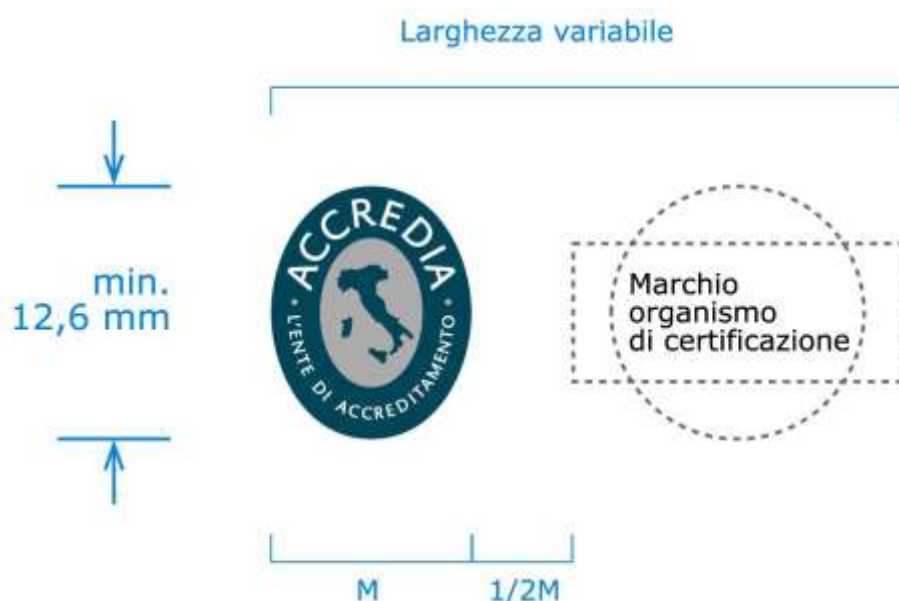 Larghezza variabile
min.
12,6 mm
ACCREDIA
• L'ENTE DI ACCREDITAMENTO •
Marchio
organismo
di certificazione
M
1/2M